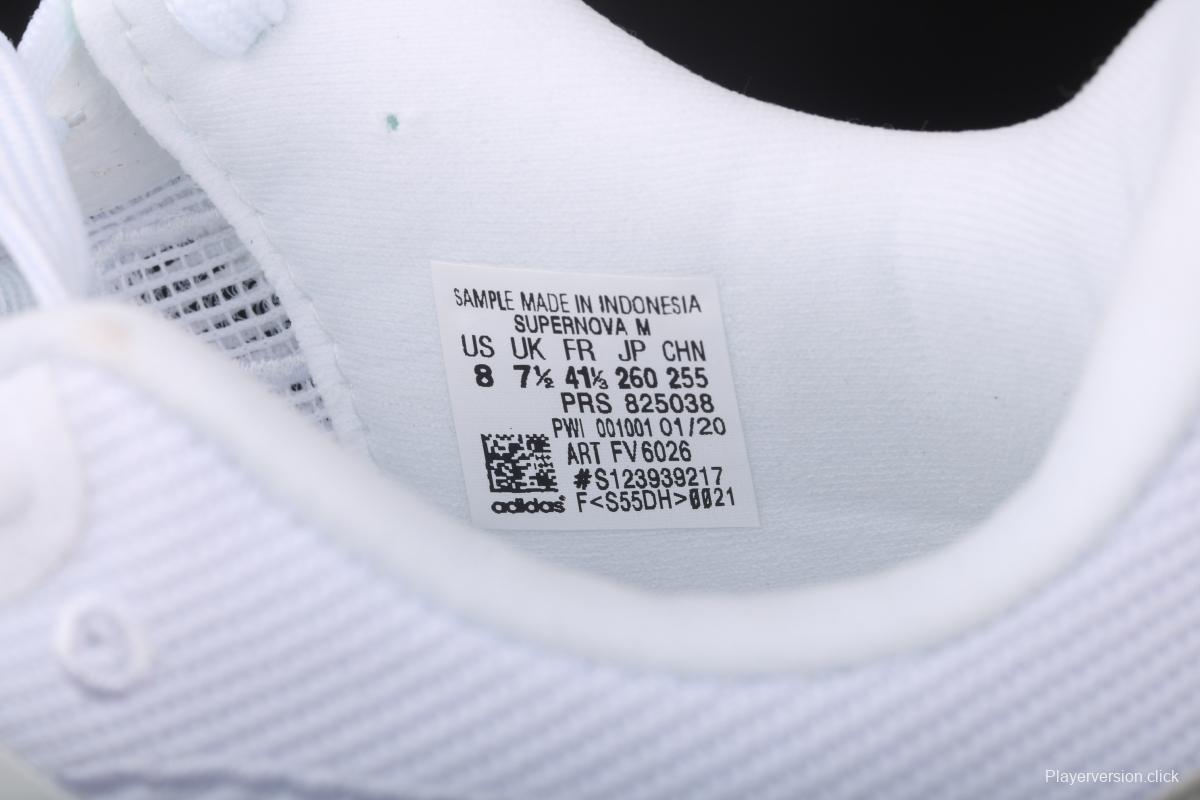 SAMPLE MADE IN INDONESIA
SUPERNOVA M
US UK FR JP CHN
8 7½ 41⅓ 260 255
PRS 825038
PWI 001001 01/20
ART FV6026
#S123939217
adidas F<S55DH>0021
Playerversion.click